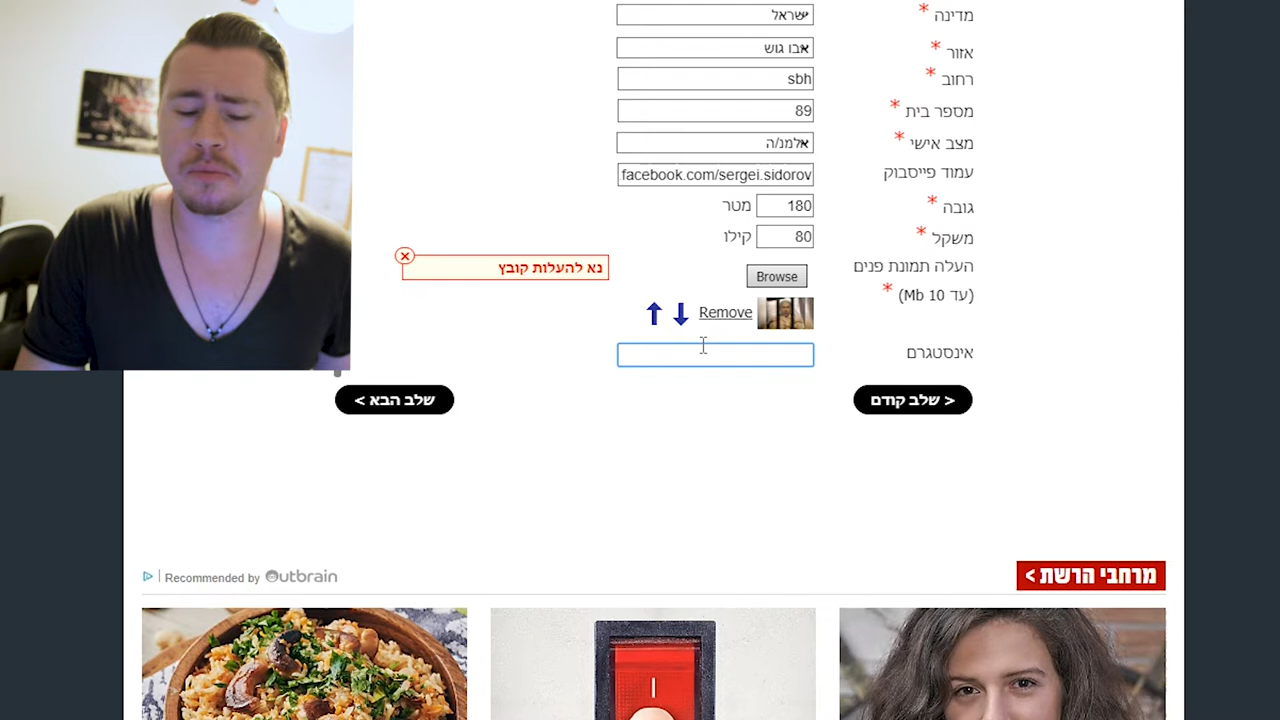 מדינה * ישראל
אזור * אבו גוש
רחוב * sbh
מספר בית * 89
מצב אישי * אלמנ/ה
עמוד פייסבוק facebook.com/sergei.sidorov
גובה * 180 מטר
משקל * 80 קילו
העלה תמונת פנים
(עד 10 Mb) *
Browse
נא להעלות קובץ
Remove
אינסטגרם
< שלב קודם
שלב הבא >
מרחבי הרשת >
Recommended by Outbrain